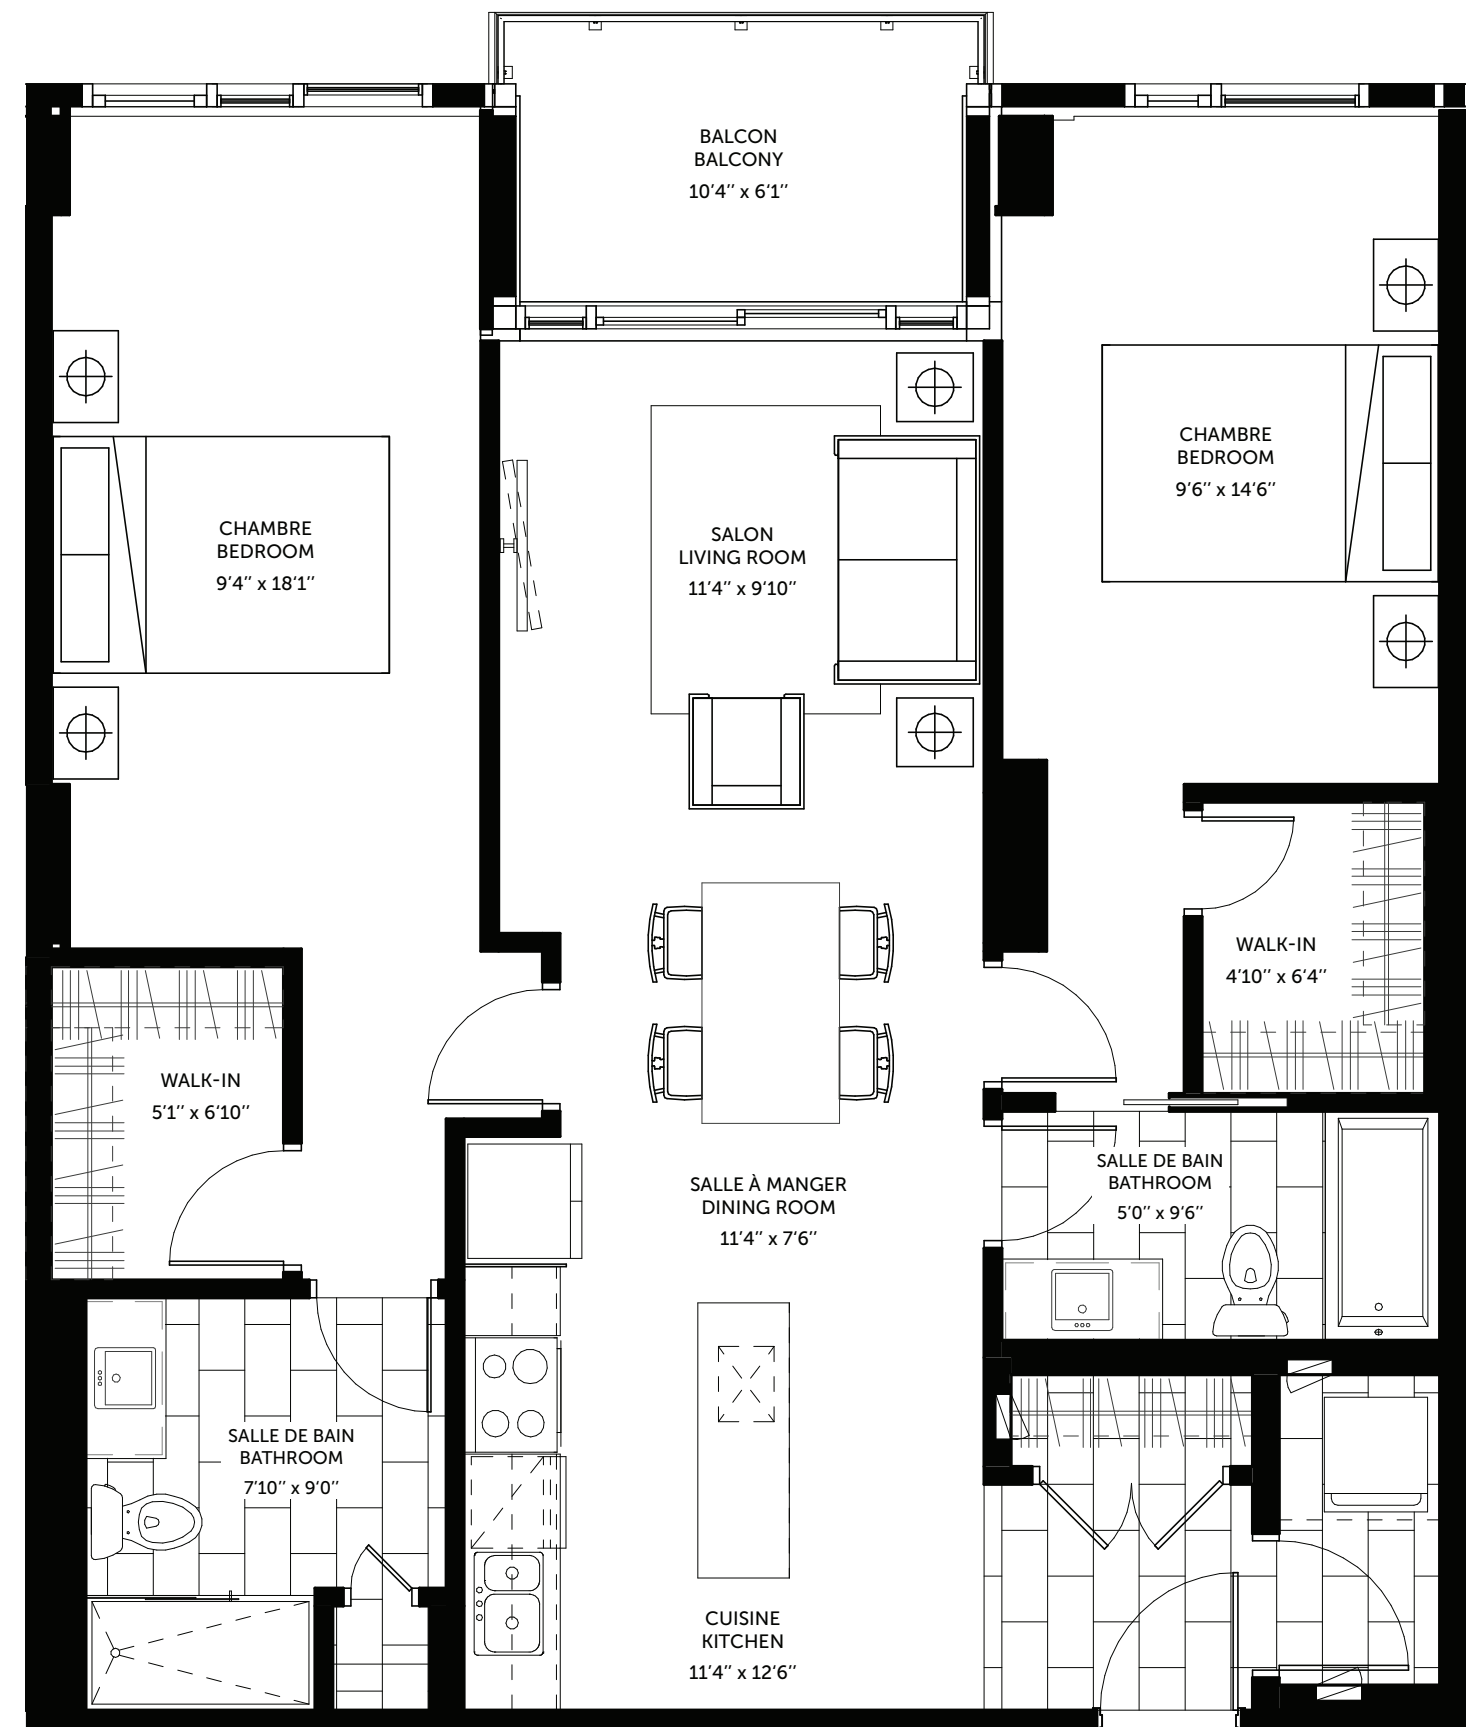 BALCON
BALCONY
10'4'' x 6'1''
CHAMBRE
BEDROOM
9'6'' x 14'6''
CHAMBRE
BEDROOM
9'4'' x 18'1''
SALON
LIVING ROOM
11'4'' x 9'10''
WALK-IN
4'10'' x 6'4''
WALK-IN
5'1'' x 6'10''
SALLE DE BAIN
BATHROOM
5'0'' x 9'6''
SALLE À MANGER
DINING ROOM
11'4'' x 7'6''
SALLE DE BAIN
BATHROOM
7'10'' x 9'0''
CUISINE
KITCHEN
11'4'' x 12'6''